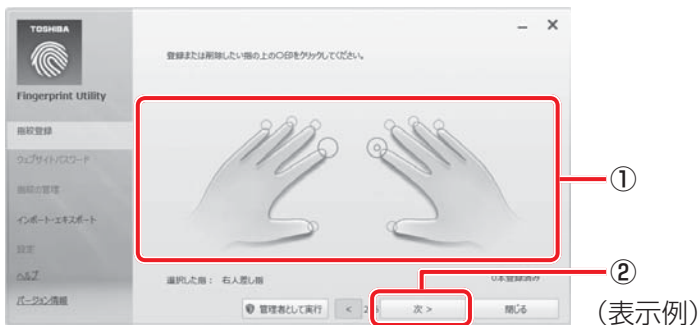 TOSHIBA
Fingerprint Utility
登録または削除したい指の上の○印をクリックしてください。
指紋登録
ウェブサイトパスワード
指紋の管理
インポート・エキスポート
設定
ヘルプ
バージョン情報
①
選択した指： 右人差し指
②
管理者として実行
<
次 >
閉じる
(表示例)